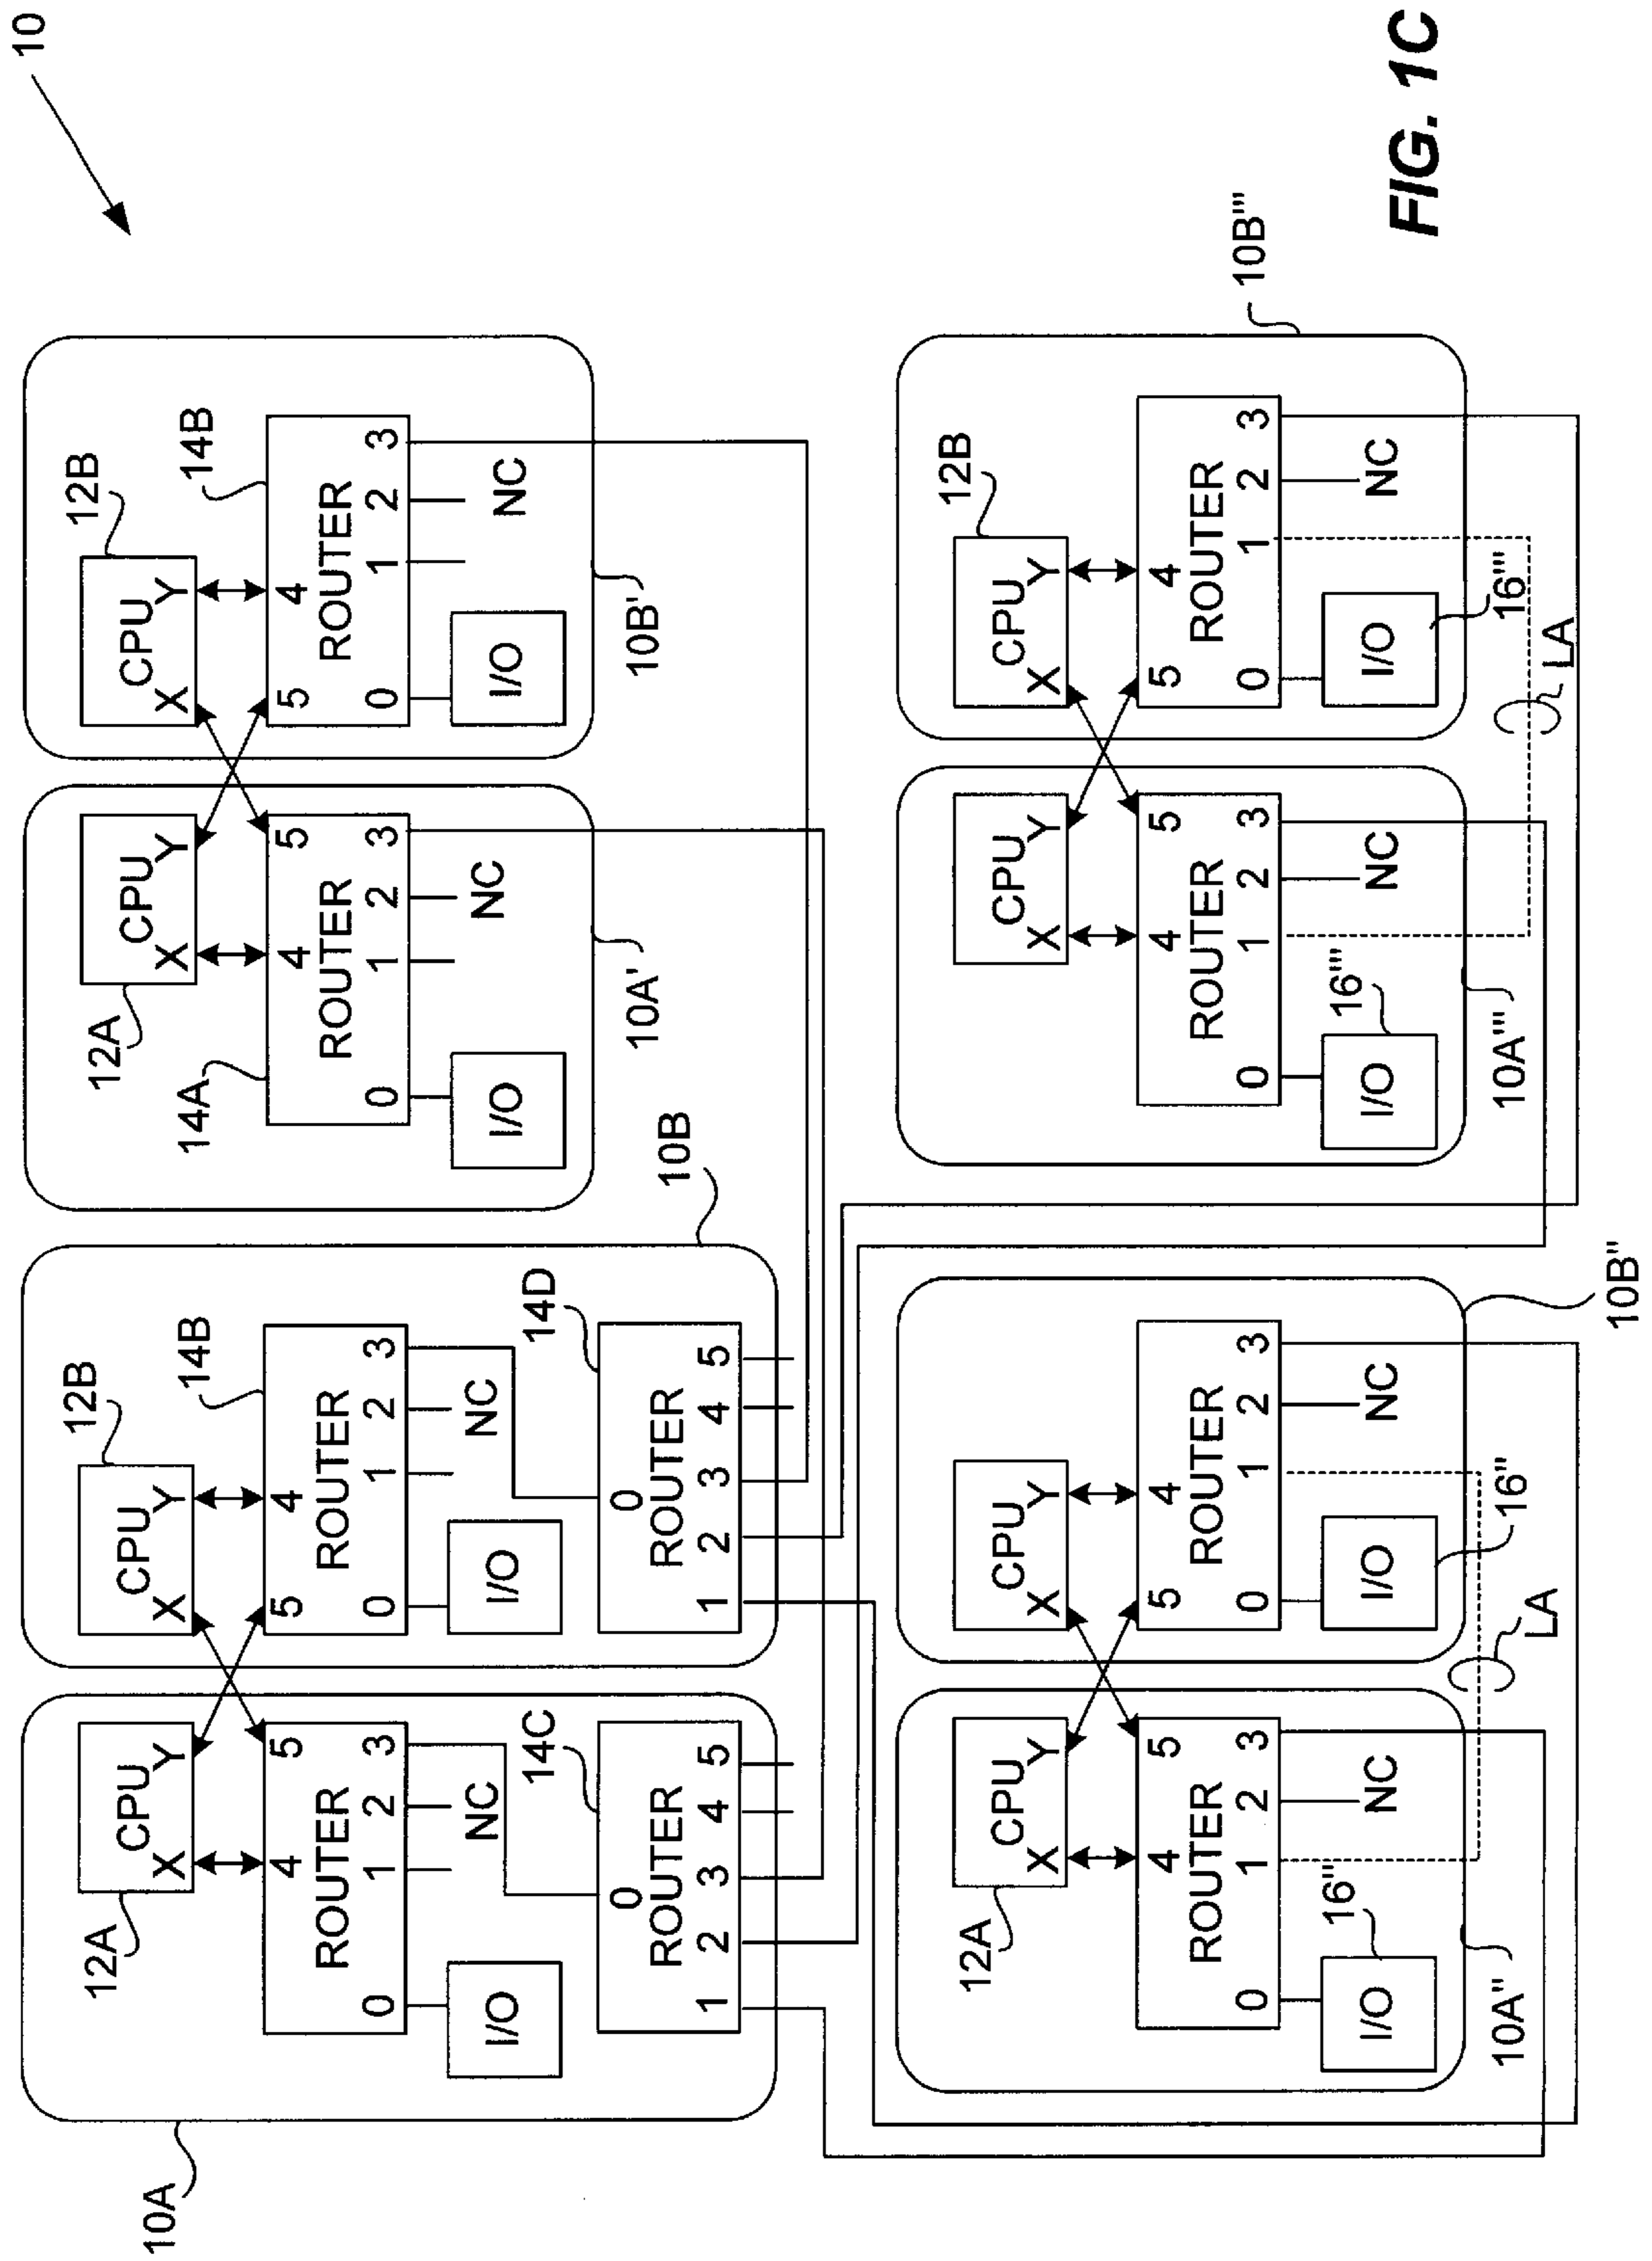 10
10A
12A
CPU
X Y
4 5
ROUTER
0 1 2 3
NC
I/O
14C
0
ROUTER
1 2 3 4 5
10B
12B
CPU
X Y
5 4
14B
ROUTER
0 1 2 3
NC
I/O
14D
0
ROUTER
1 2 3 4 5
10A'
12A
CPU
X Y
14A
4 5
ROUTER
0 1 2 3
NC
I/O
10B'
12B
CPU
X Y
14B
5 4
ROUTER
0 1 2 3
NC
I/O
12A
CPU
X Y
4 5
ROUTER
0 1 2 3
NC
16"
I/O
10A"
LA
CPU
X Y
5 4
ROUTER
0 1 2 3
NC
I/O
16"
10B"
CPU
X Y
4 5
ROUTER
0 1 2 3
NC
16'''
I/O
10A'''
LA
12B
CPU
X Y
5 4
ROUTER
0 1 2 3
NC
I/O
16'''
10B'''
FIG. 1C